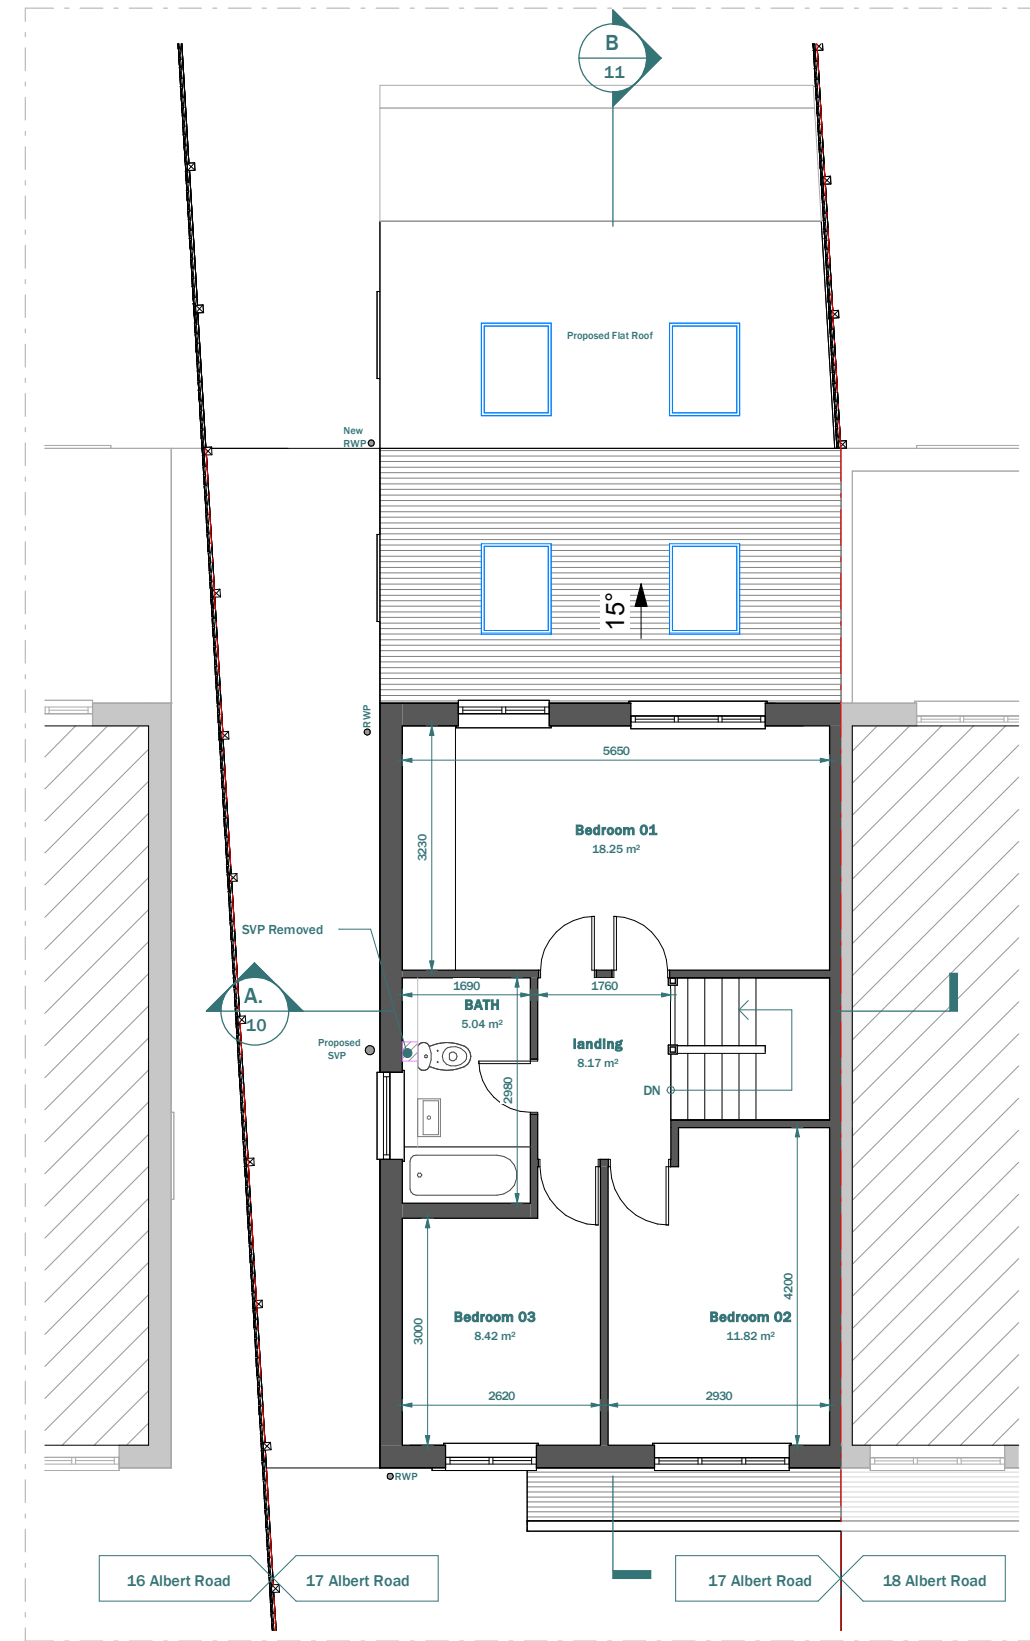 B
11
Proposed Flat Roof
New
RWP
15°
RWP
5650
3230
Bedroom 01
18.25 m²
SVP Removed
A.
10
1690
1760
BATH
5.04 m²
landing
8.17 m²
Proposed
SVP
2980
DN
4200
3000
Bedroom 03
8.42 m²
Bedroom 02
11.82 m²
2620
2930
RWP
16 Albert Road
17 Albert Road
17 Albert Road
18 Albert Road